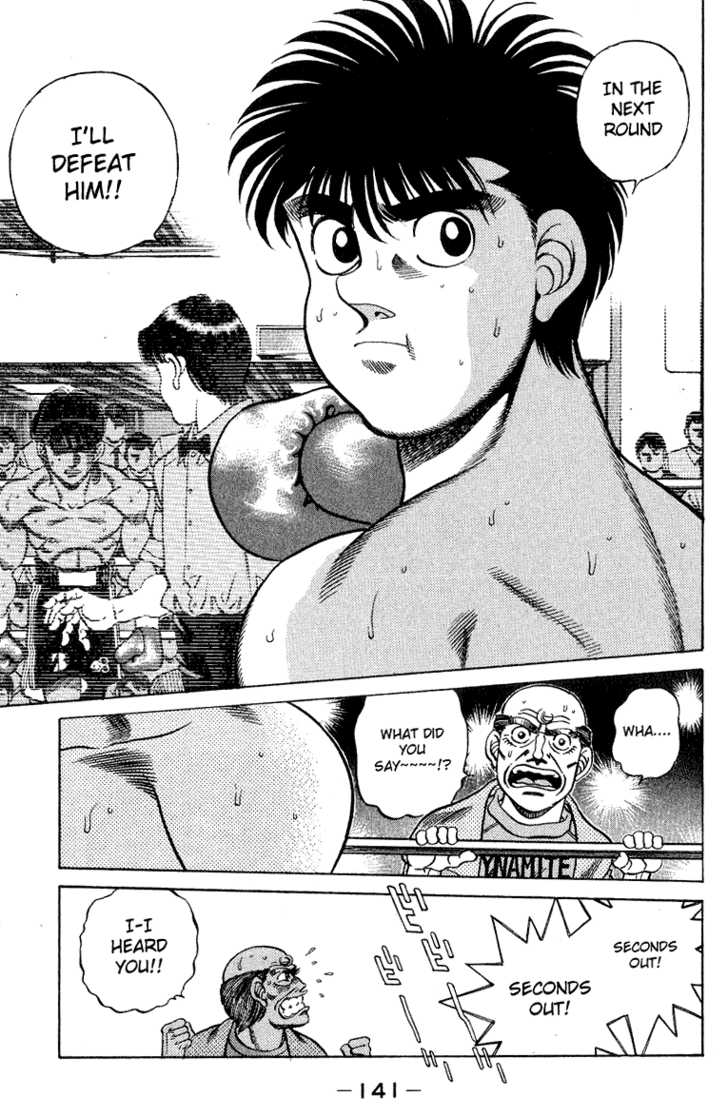 IN THE
NEXT
ROUND
I'LL
DEFEAT
HIM!!
WHA....
WHAT DID
YOU
SAY~~~~!?
YNAMITE
SECONDS
OUT!
SECONDS
OUT!
I-I
HEARD
YOU!!
-141-